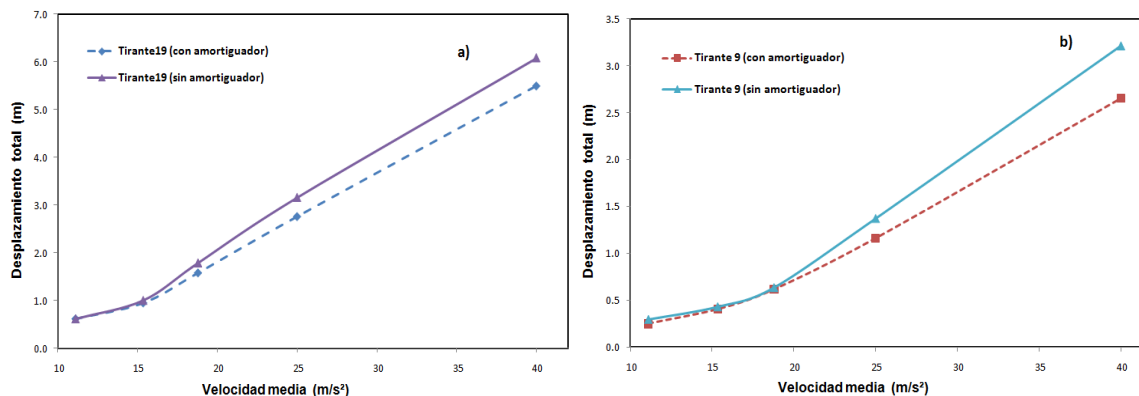 7.0
6.0
5.0
4.0
3.0
2.0
1.0
0.0
Desplazamiento total (m)
Tirante19 (con amortiguador)
Tirante19 (sin amortiguador)
a)
10 15 20 25 30 35 40
Velocidad media (m/s²)
3.5
3.0
2.5
2.0
1.5
1.0
0.5
0.0
Desplazamiento total (m)
Tirante 9 (con amortiguador)
Tirante 9 (sin amortiguador)
b)
10 15 20 25 30 35 40
Velocidad media (m/s²)